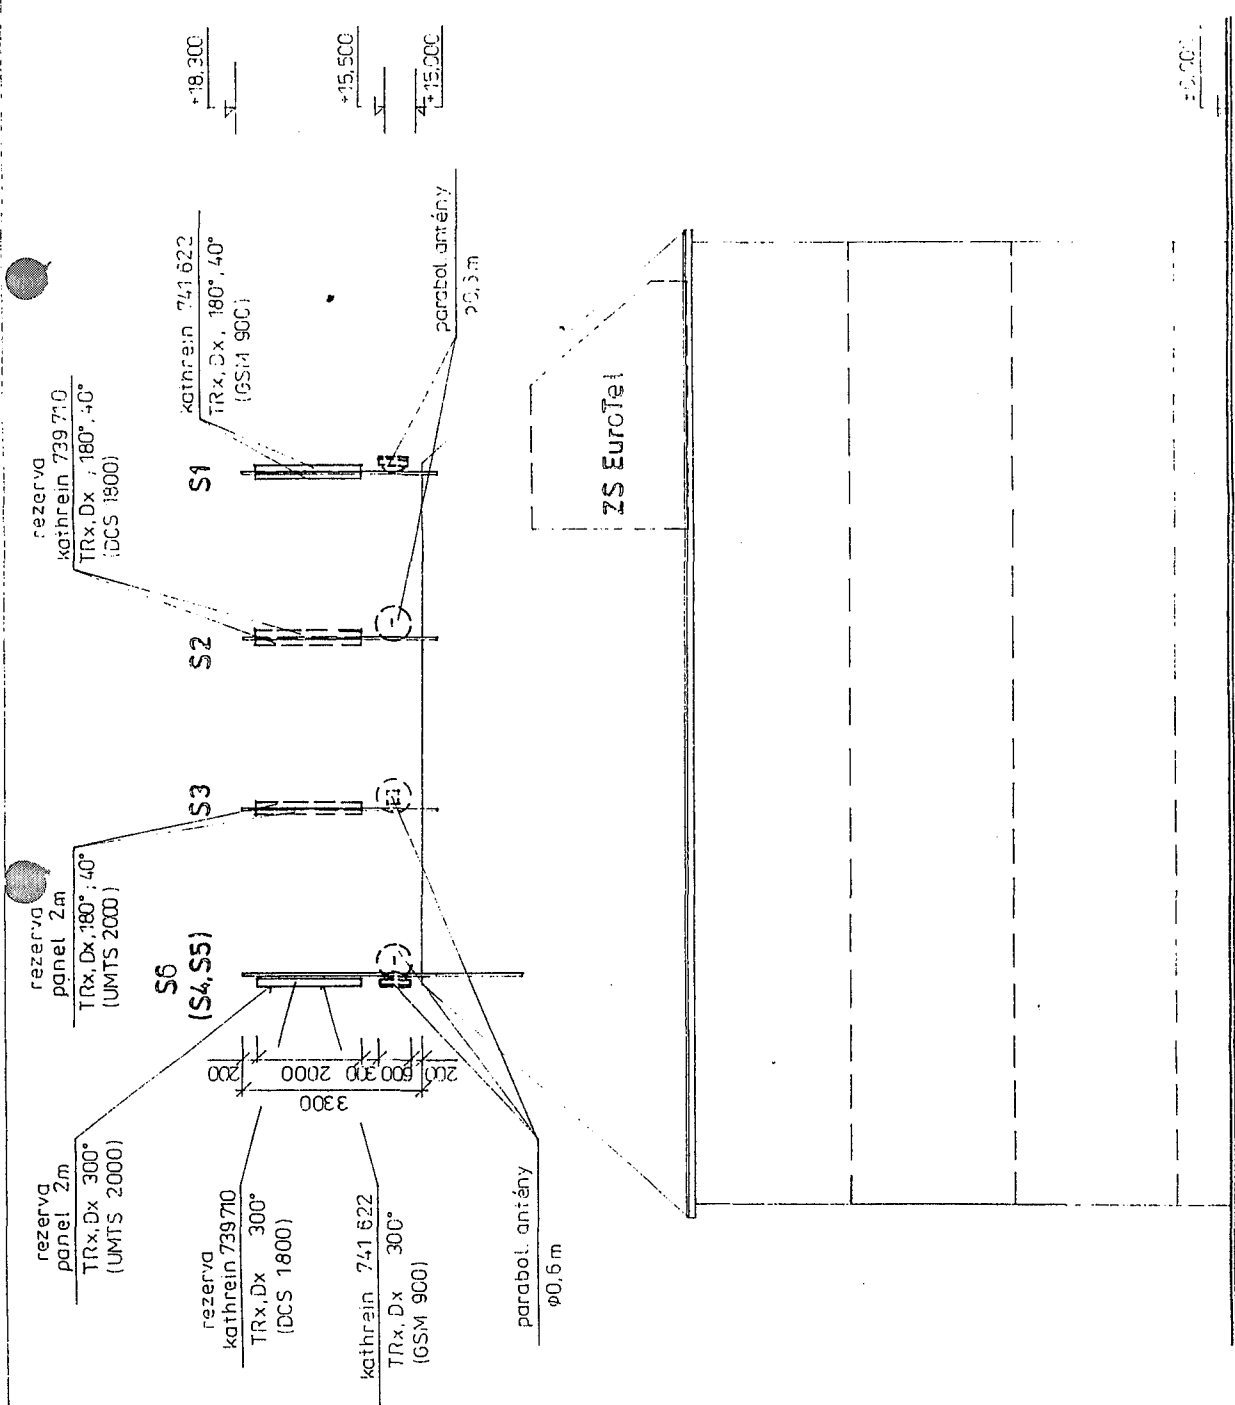 rezerva
panel 2m
TRx, Dx 300°
(UMTS 2000)
rezerva
panel 2m
TRx, Dx, 180°, 40°
(UMTS 2000)
rezerva
kathrein 739 710
TRx, Dx, 180°, 40°
(DCS 1800)
kathrein 741 622
TRx, Dx, 180°, 40°
(GSM 900)
+18,300
+15,500
+15,000
S6
(S4, S5)
S3
S2
S1
200
2000
300
600
200
3300
rezerva
kathrein 739 710
TRx, Dx 300°
(DCS 1800)
kathrein 741 622
TRx, Dx 300°
(GSM 900)
parabol. antény
φ0,6m
parabol. antény
ZS EuroTel